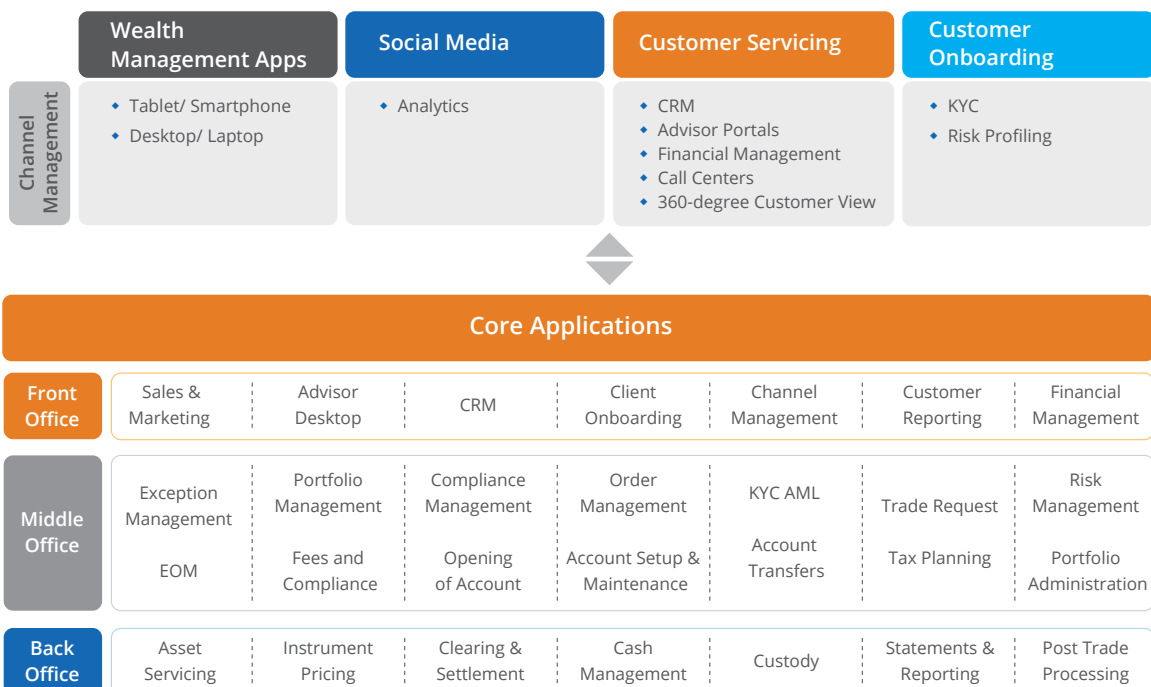 Wealth
Management Apps
Social Media
Customer Servicing
Customer
Onboarding
Channel
Management
Tablet/ Smartphone
Desktop/ Laptop
Analytics
CRM
Advisor Portals
Financial Management
Call Centers
360-degree Customer View
KYC
Risk Profiling
Core Applications
Front
Office
Sales &
Marketing
Advisor
Desktop
CRM
Client
Onboarding
Channel
Management
Customer
Reporting
Financial
Management
Middle
Office
Exception
Management
EOM
Portfolio
Management
Fees and
Compliance
Compliance
Management
Opening
of Account
Order
Management
Account Setup &
Maintenance
KYC AML
Account
Transfers
Trade Request
Tax Planning
Risk
Management
Portfolio
Administration
Back
Office
Asset
Servicing
Instrument
Pricing
Clearing &
Settlement
Cash
Management
Custody
Statements &
Reporting
Post Trade
Processing